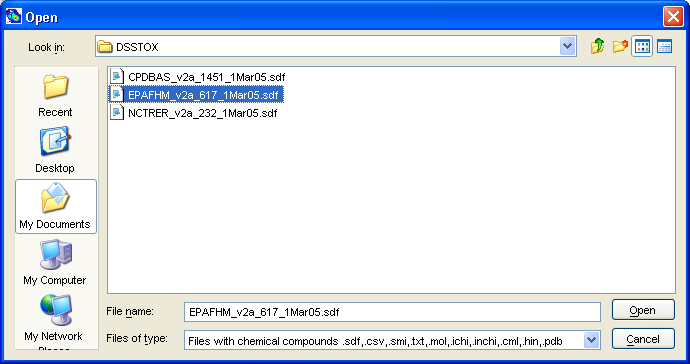 Open
Look in:
DSSTOX
Recent
Desktop
My Documents
My Computer
My Network
CPDBAS_v2a_1451_1Mar05.sdf
EPAFHM_v2a_617_1Mar05.sdf
NCTRER_v2a_232_1Mar05.sdf
File name:
EPAFHM_v2a_617_1Mar05.sdf
Open
Files of type:
Files with chemical compounds .sdf,.csv,.smi,.txt,.mol,.ichi,.inchi,.cml,.hin,.pdb
Cancel